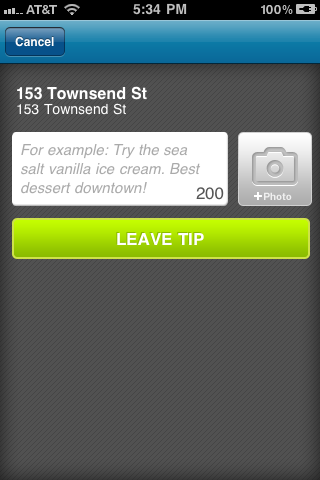 AT&T 5:34 PM 100%
Cancel
153 Townsend St
153 Townsend St
For example: Try the sea
salt vanilla ice cream. Best
dessert downtown!
200
+Photo
LEAVE TIP